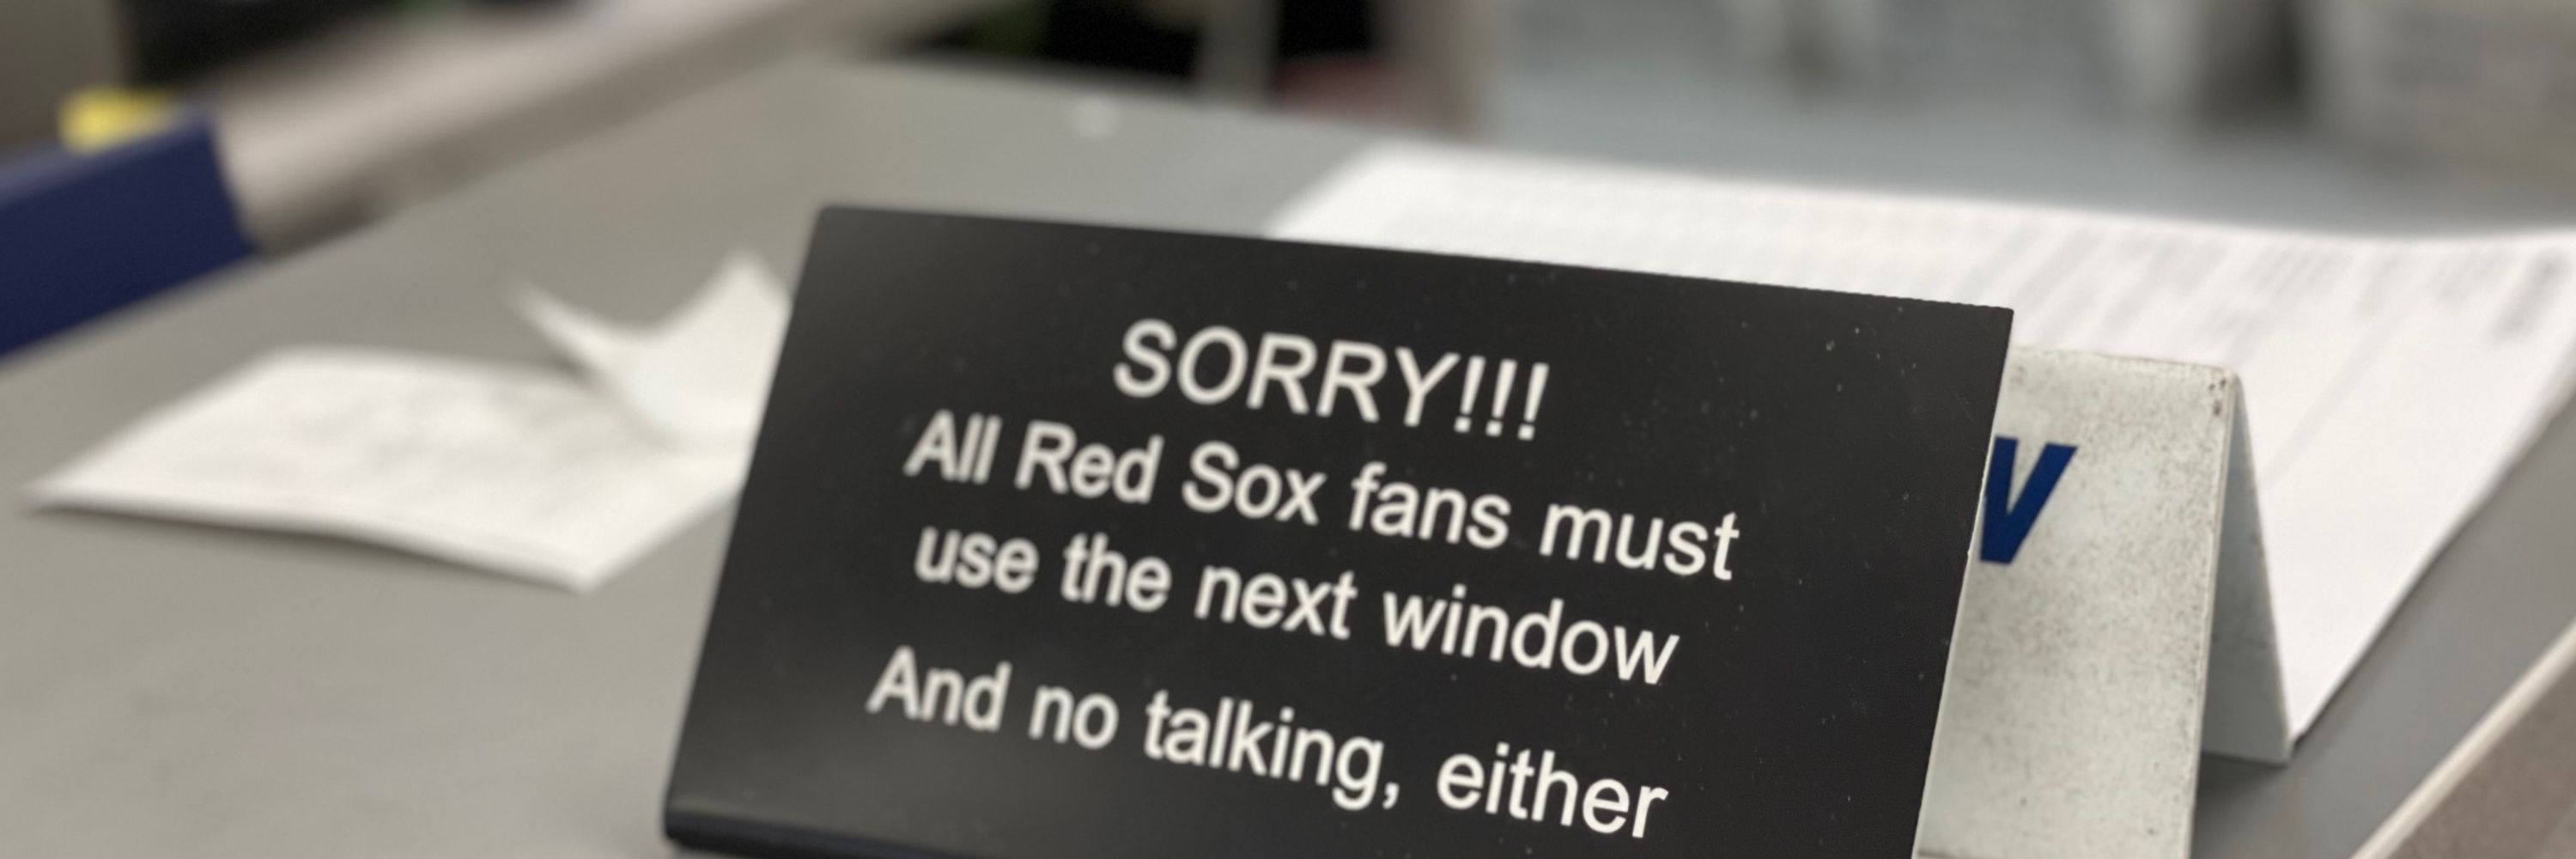 SORRY!!!
All Red Sox fans must
use the next window
And no talking, either